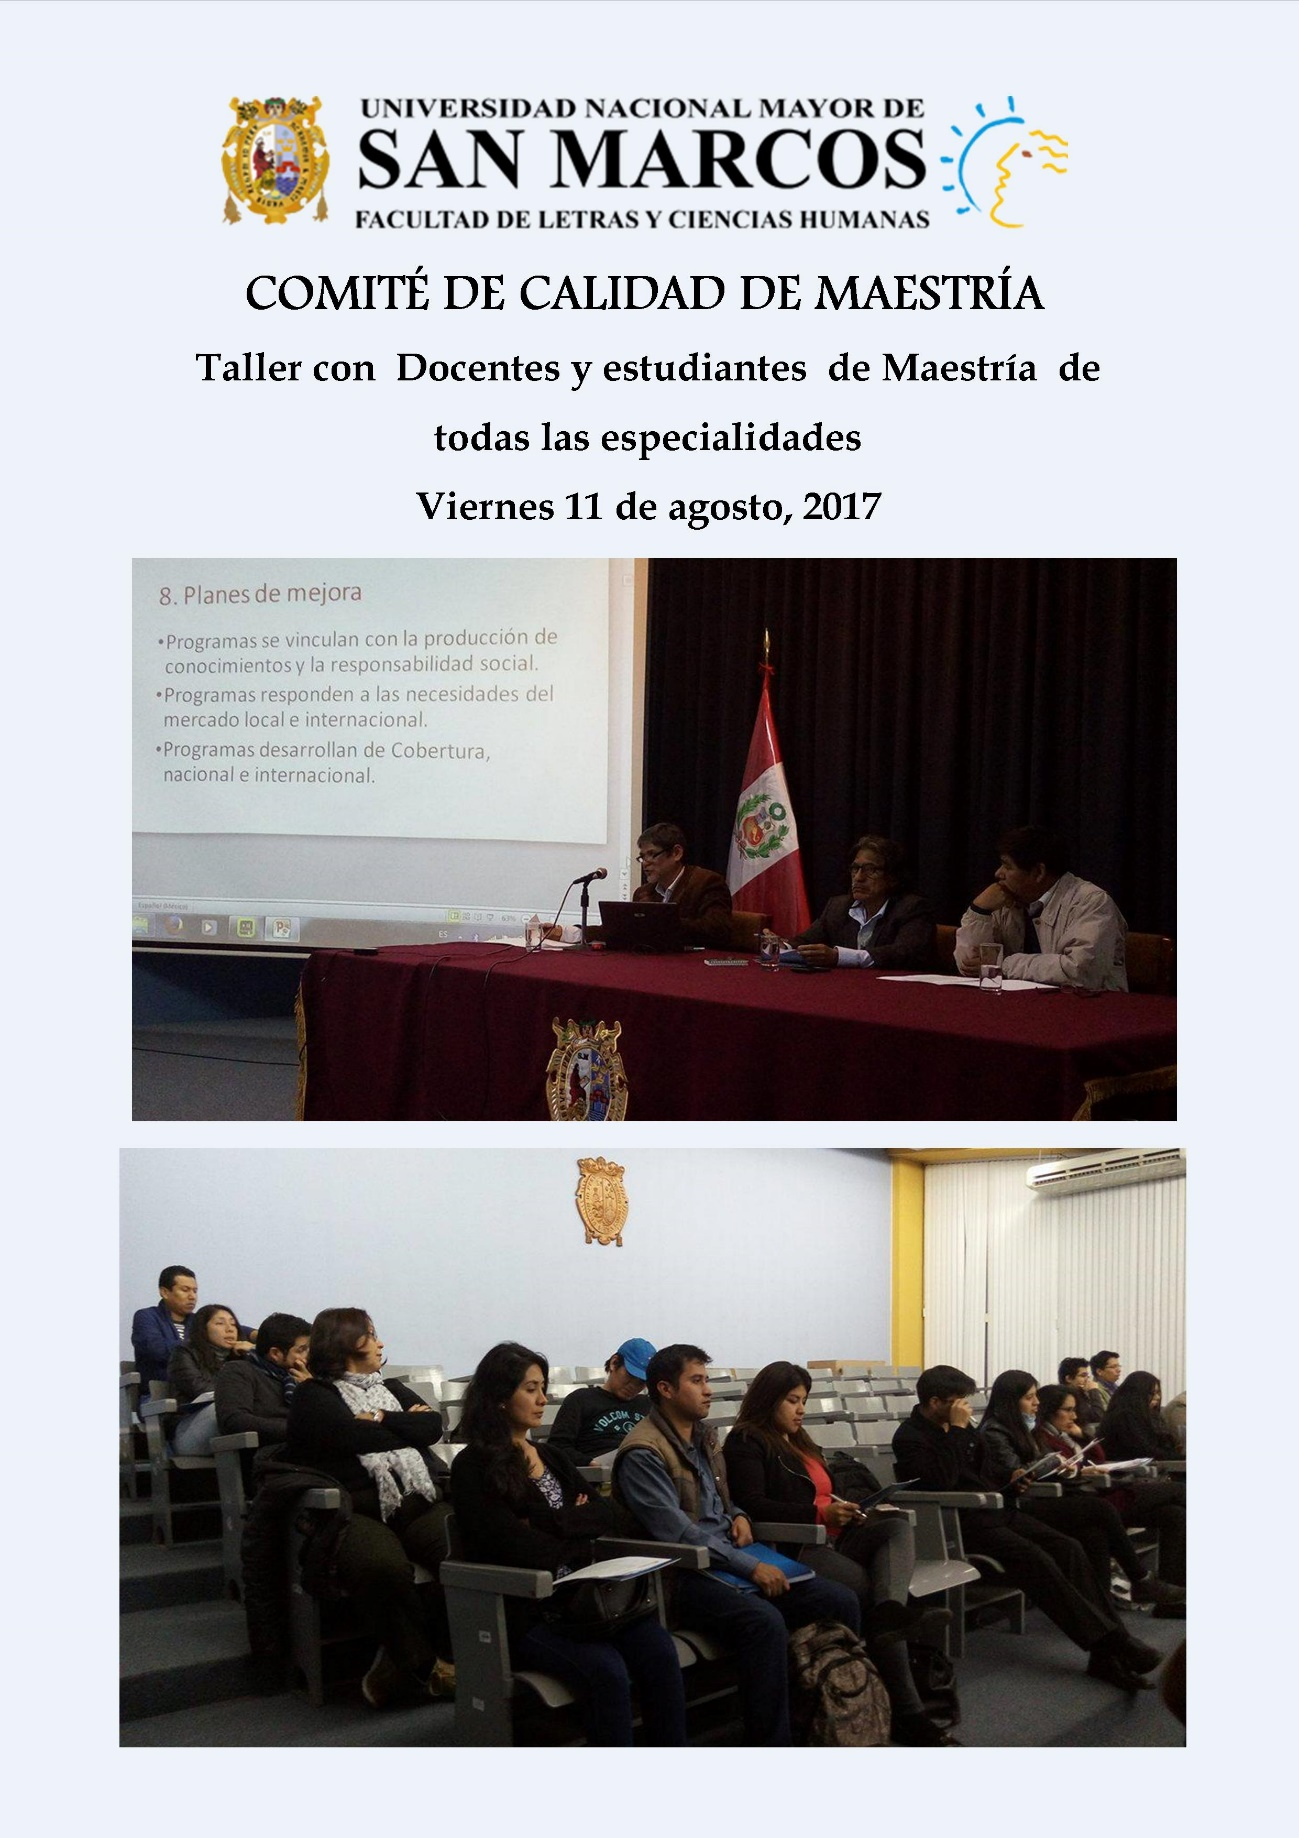 UNIVERSIDAD NACIONAL MAYOR DE
SAN MARCOS
FACULTAD DE LETRAS Y CIENCIAS HUMANAS
COMITÉ DE CALIDAD DE MAESTRÍA
Taller con Docentes y estudiantes de Maestría de
todas las especialidades
Viernes 11 de agosto, 2017
8. Planes de mejora
•Programas se vinculan con la producción de
conocimientos y la responsabilidad social.
•Programas responden a las necesidades del
mercado local e internacional.
•Programas desarrollan de Cobertura,
nacional e internacional.
63%
ES
VOLCOM